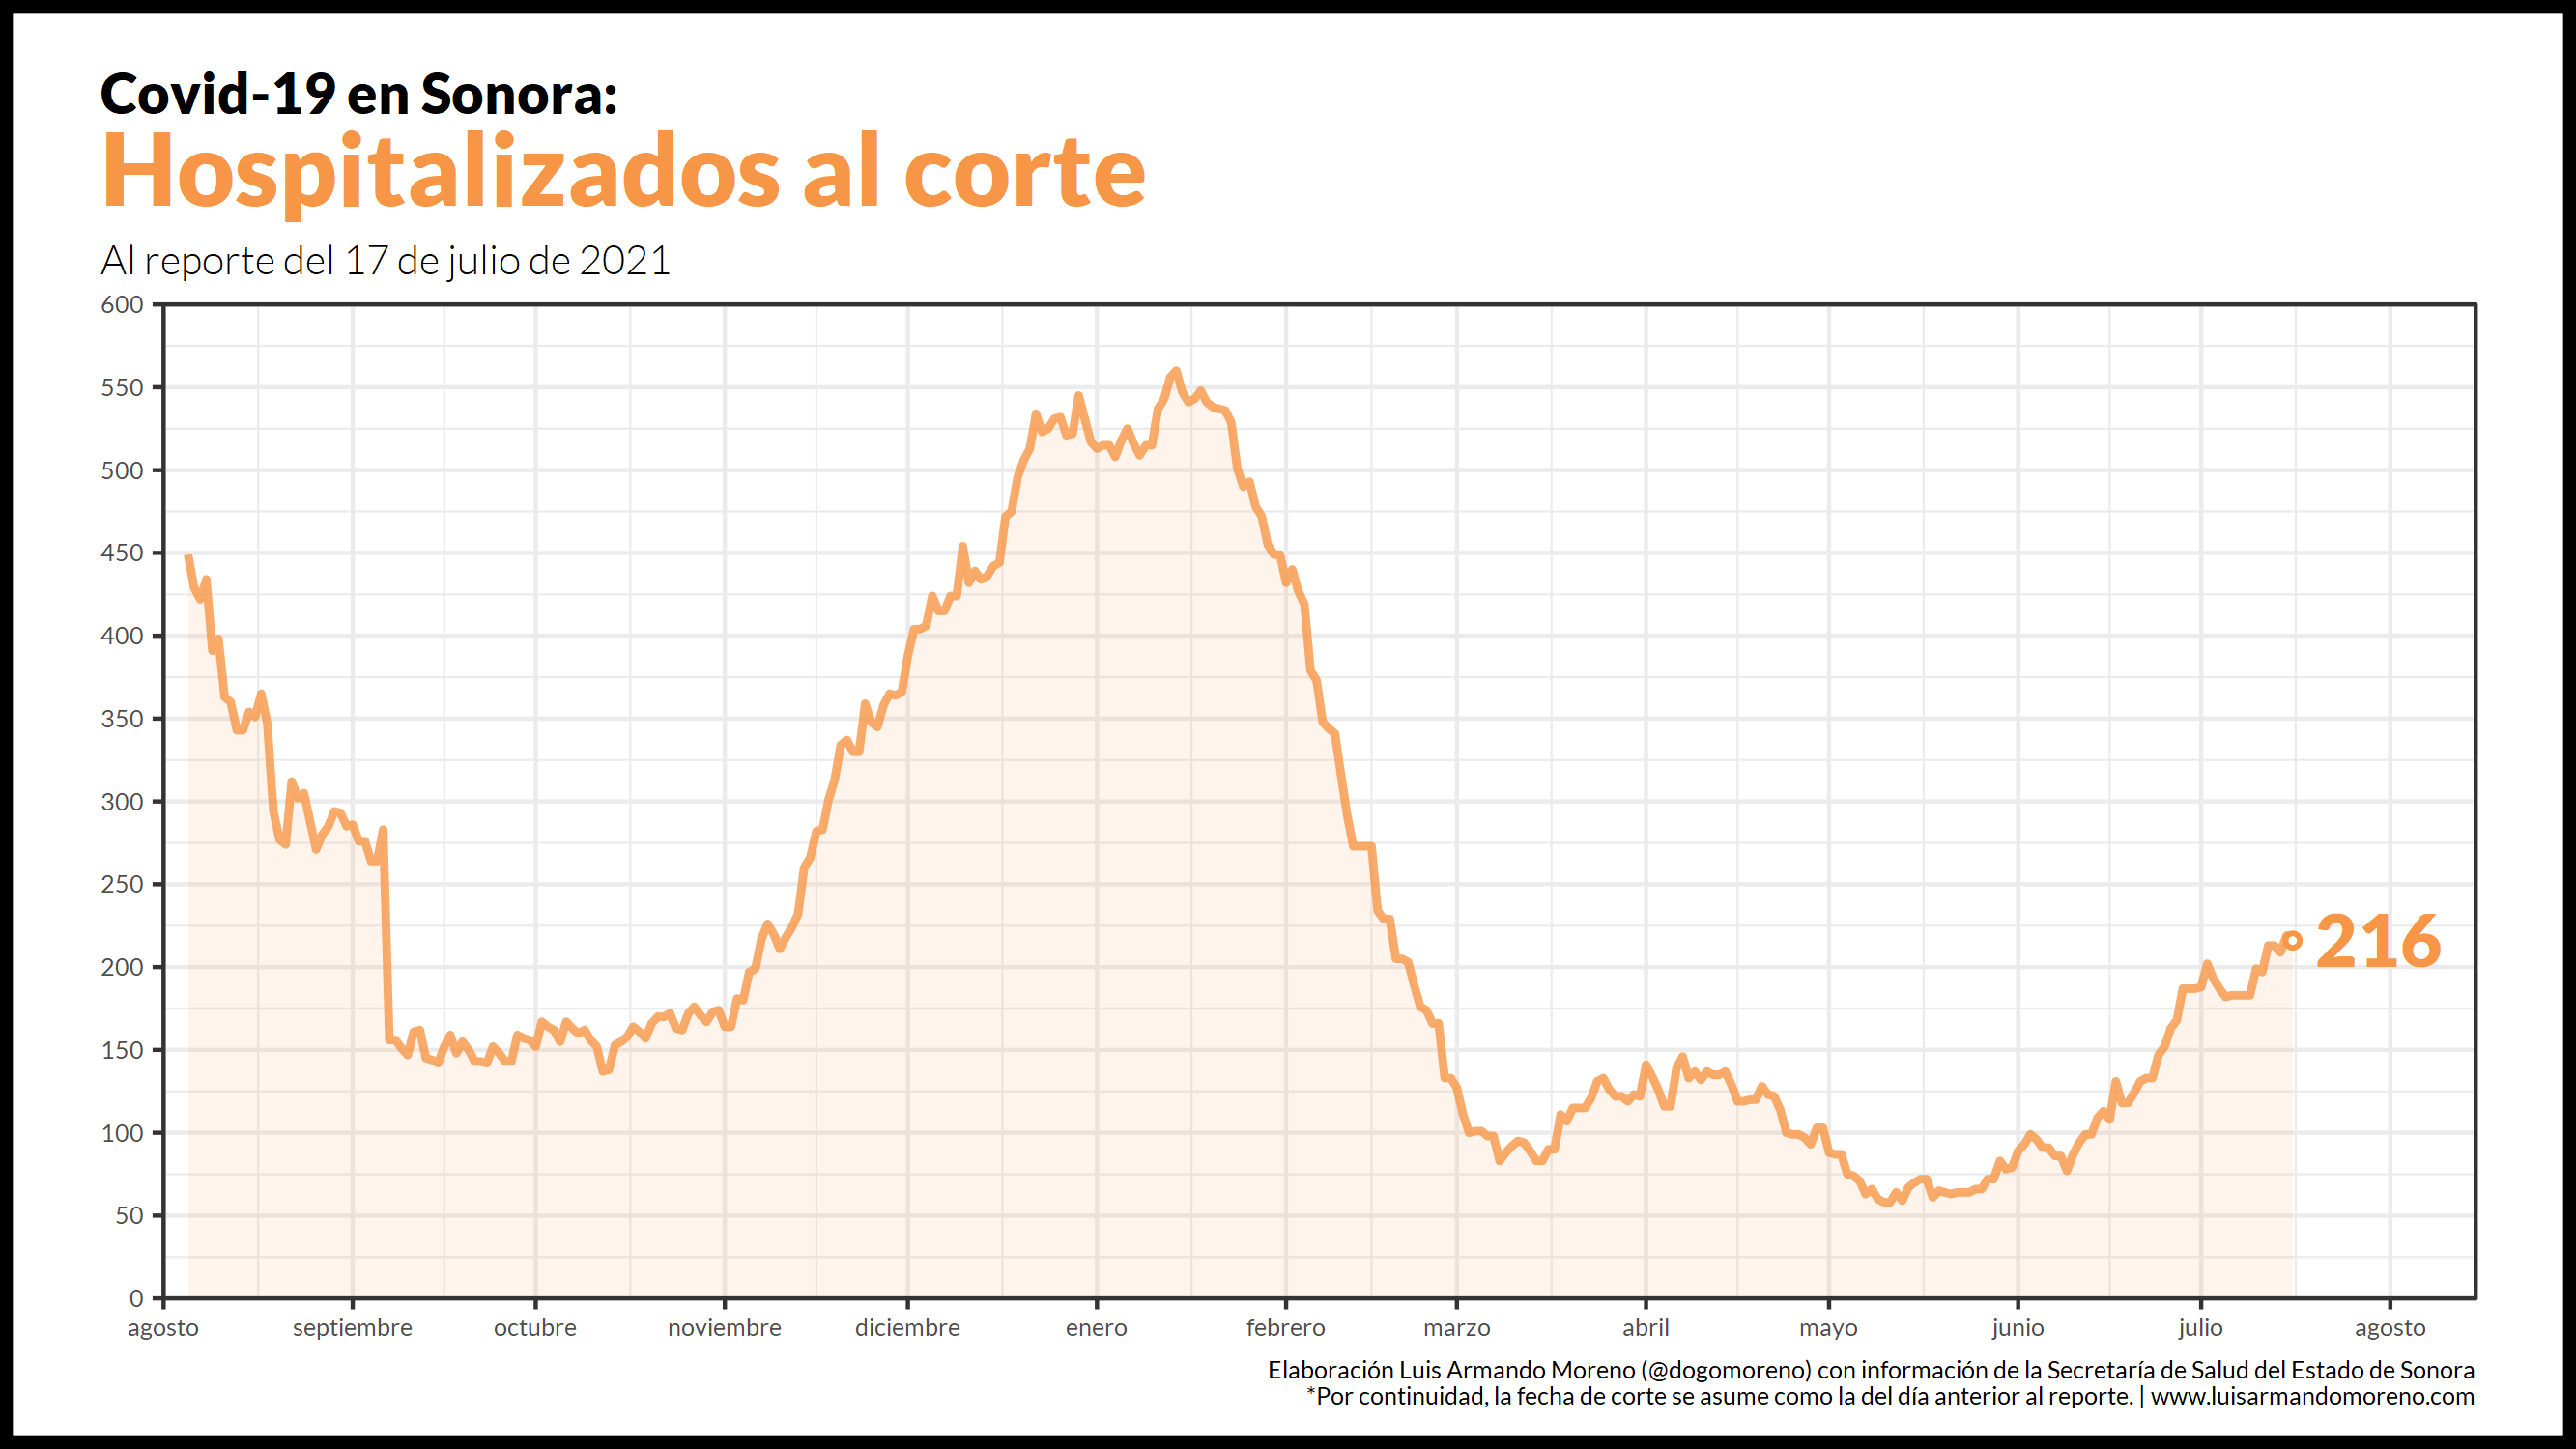 Covid-19 en Sonora:
Hospitalizados al corte
Al reporte del 17 de julio de 2021
600
550
500
450
400
350
300
250
200
150
100
50
0
216
agosto septiembre octubre noviembre diciembre enero febrero marzo abril mayo junio julio agosto
Elaboración Luis Armando Moreno (@dogomoreno) con información de la Secretaría de Salud del Estado de Sonora
*Por continuidad, la fecha de corte se asume como la del día anterior al reporte. | www.luisarmandomoreno.com